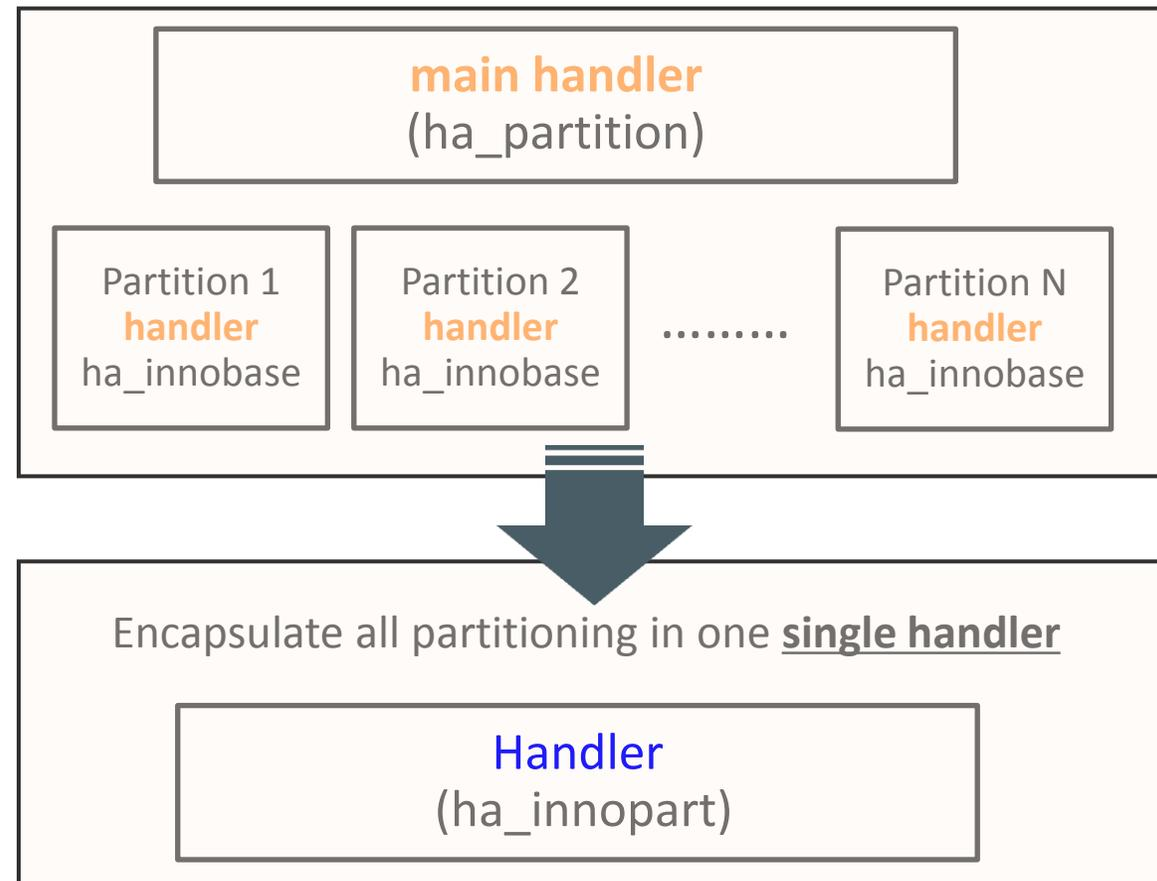 main handler
(ha_partition)
Partition 1
handler
ha_innobase
Partition 2
handler
ha_innobase
.........
Partition N
handler
ha_innobase
Encapsulate all partitioning in one single handler
Handler
(ha_innopart)